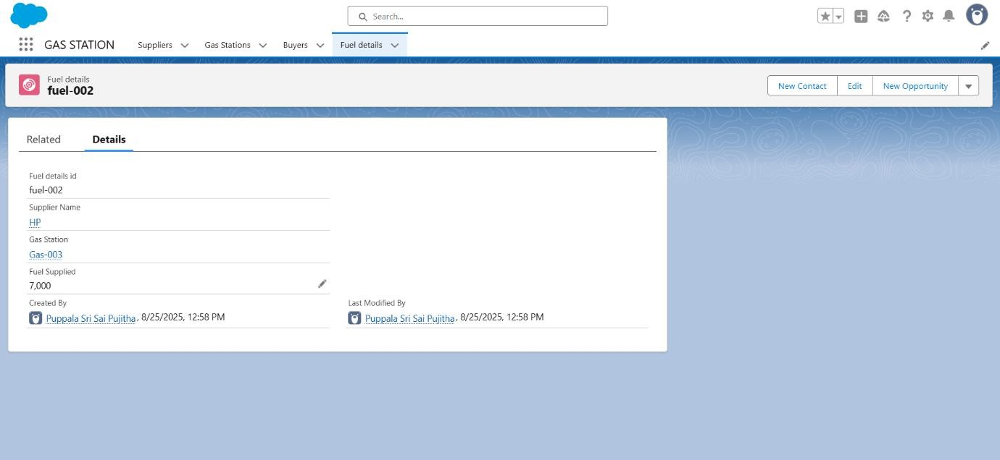 Search...
GAS STATION Suppliers Gas Stations Buyers Fuel details
Fuel details
fuel-002
New Contact Edit New Opportunity
Related Details
Fuel details id
fuel-002
Supplier Name
HP
Gas Station
Gas-003
Fuel Supplied
7,000
Created By
Puppala Sri Sai Pujitha, 8/25/2025, 12:58 PM
Last Modified By
Puppala Sri Sai Pujitha, 8/25/2025, 12:58 PM